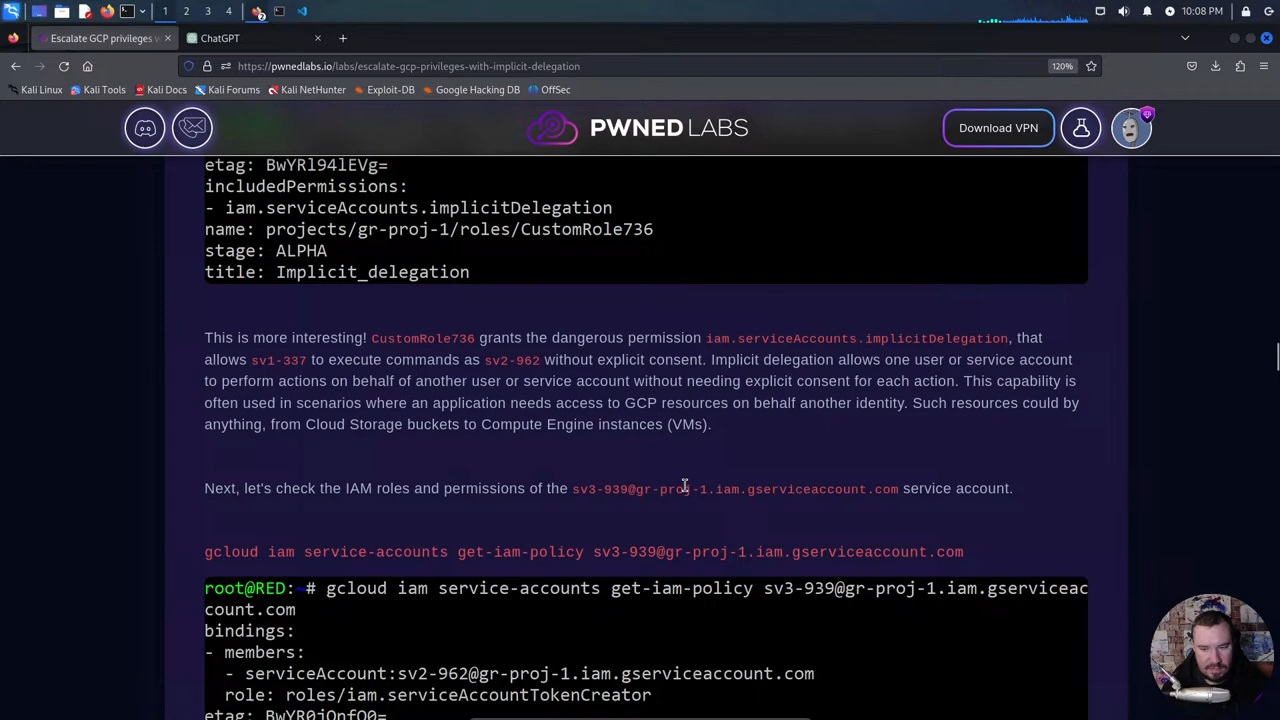 1 2 3 4 2 10:08 PM
Escalate GCP privileges w × ChatGPT × +
https://pwnedlabs.io/labs/escalate-gcp-privileges-with-implicit-delegation 120%
Kali Linux Kali Tools Kali Docs Kali Forums Kali NetHunter Exploit-DB Google Hacking DB OffSec
PWNED LABS Download VPN
etag: BwYRl94lEVg=
includedPermissions:
- iam.serviceAccounts.implicitDelegation
name: projects/gr-proj-1/roles/CustomRole736
stage: ALPHA
title: Implicit_delegation
This is more interesting! CustomRole736 grants the dangerous permission iam.serviceAccounts.implicitDelegation, that
allows sv1-337 to execute commands as sv2-962 without explicit consent. Implicit delegation allows one user or service account
to perform actions on behalf of another user or service account without needing explicit consent for each action. This capability is
often used in scenarios where an application needs access to GCP resources on behalf another identity. Such resources could by
anything, from Cloud Storage buckets to Compute Engine instances (VMs).
Next, let's check the IAM roles and permissions of the sv3-939@gr-proj-1.iam.gserviceaccount.com service account.
gcloud iam service-accounts get-iam-policy sv3-939@gr-proj-1.iam.gserviceaccount.com
root@RED:~# gcloud iam service-accounts get-iam-policy sv3-939@gr-proj-1.iam.gserviceac
count.com
bindings:
- members:
- serviceAccount:sv2-962@gr-proj-1.iam.gserviceaccount.com
role: roles/iam.serviceAccountTokenCreator